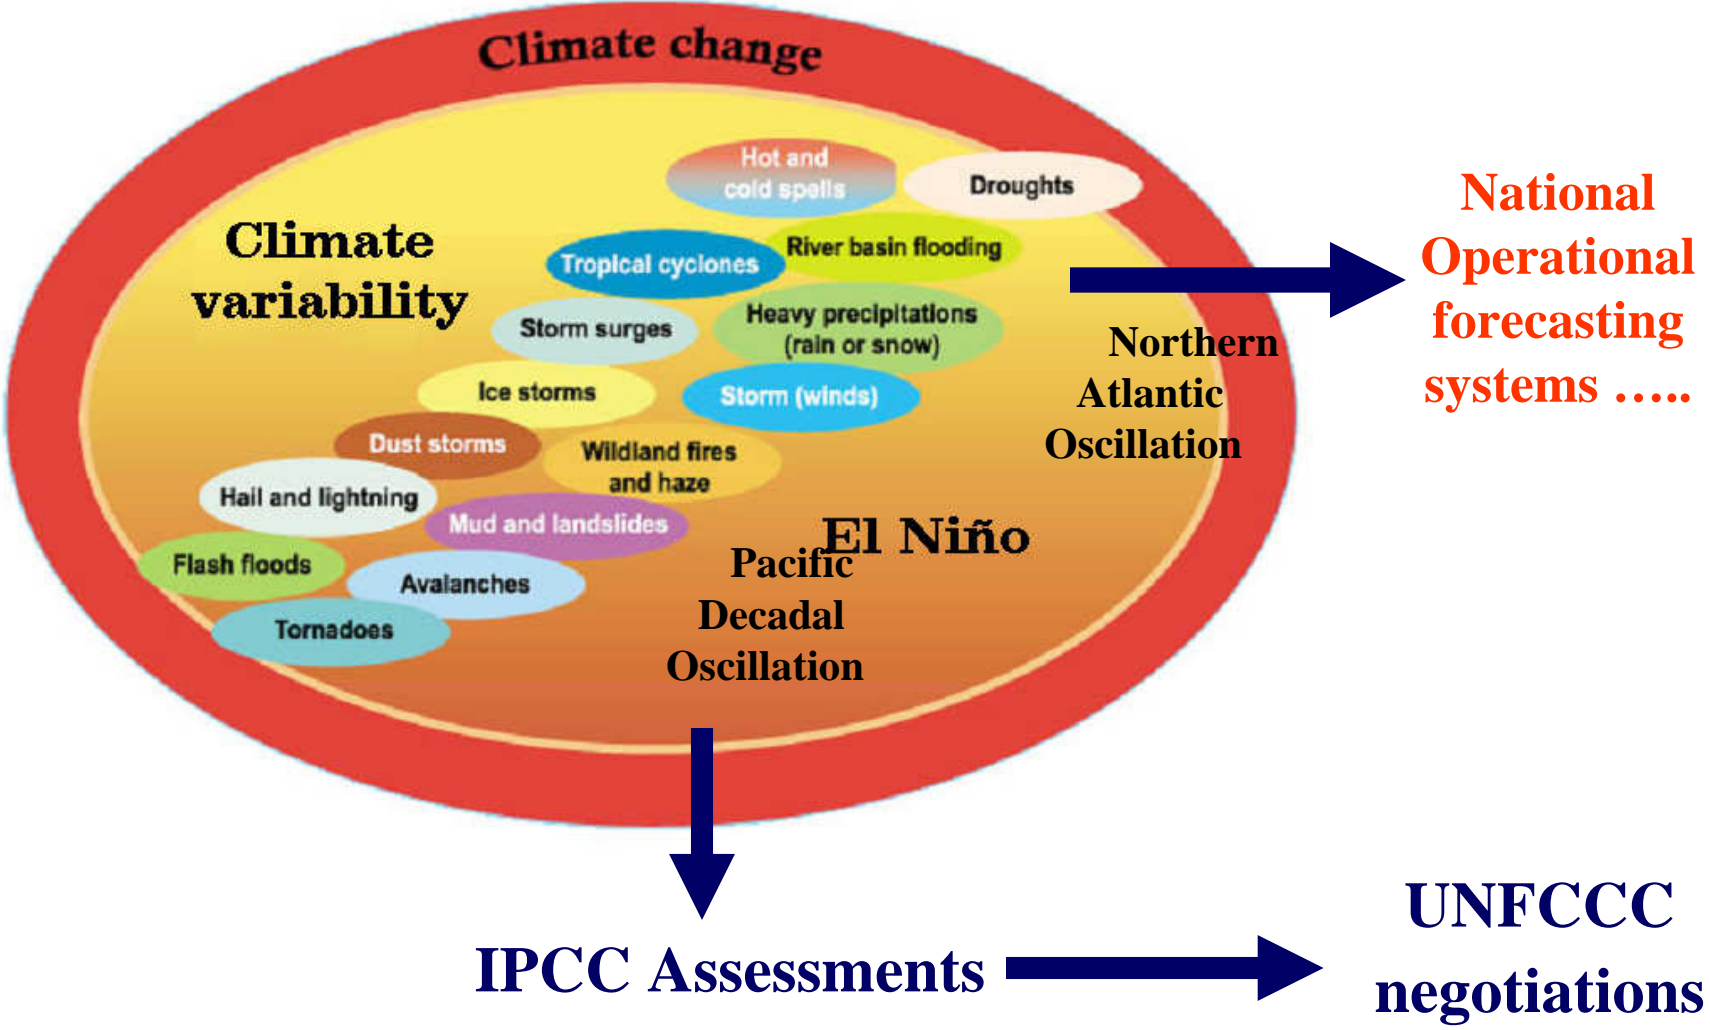 Climate change
Hot and
cold spells
Droughts
Climate
variability
Tropical cyclones
River basin flooding
Storm surges
Heavy precipitations
(rain or snow)
Ice storms
Storm (winds)
Dust storms
Wildland fires
and haze
Hail and lightning
Mud and landslides
Flash floods
Avalanches
Tornadoes
Northern
Atlantic
Oscillation
El Niño
Pacific
Decadal
Oscillation
National
Operational
forecasting
systems …..
IPCC Assessments
UNFCCC
negotiations